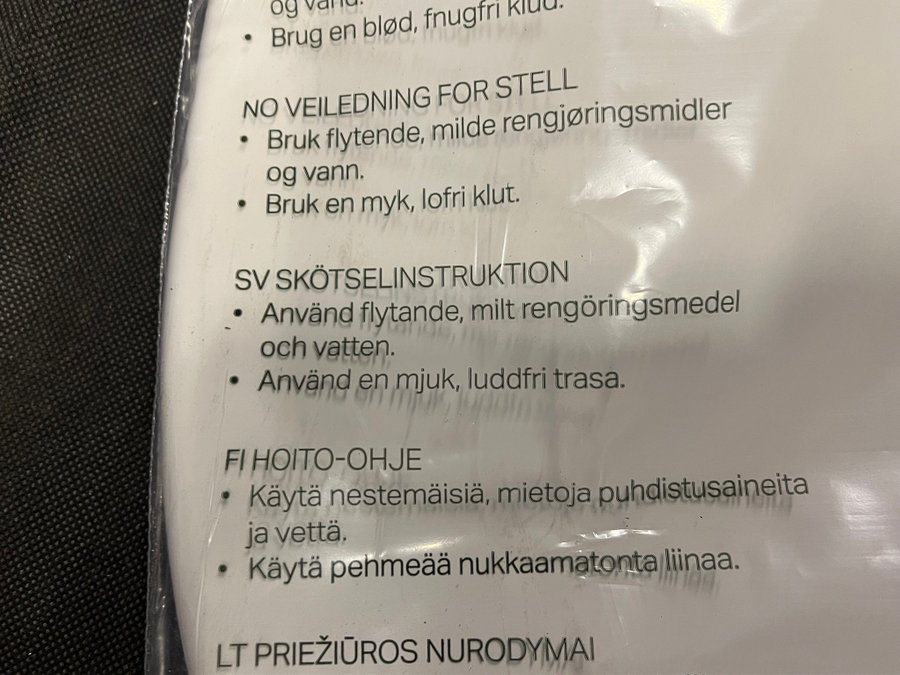 og vand.
• Brug en blød, fnugfri klud.
NO VEILEDNING FOR STELL
• Bruk flytende, milde rengjøringsmidler
og vann.
• Bruk en myk, lofri klut.
SV SKÖTSELINSTRUKTION
• Använd flytande, milt rengöringsmedel
och vatten.
• Använd en mjuk, luddfri trasa.
FI HOITO-OHJE
• Käytä nestemäisiä, mietoja puhdistusaineita
ja vettä.
• Käytä pehmeää nukkaamatonta liinaa.
LT PRIEŽIŪROS NURODYMAI